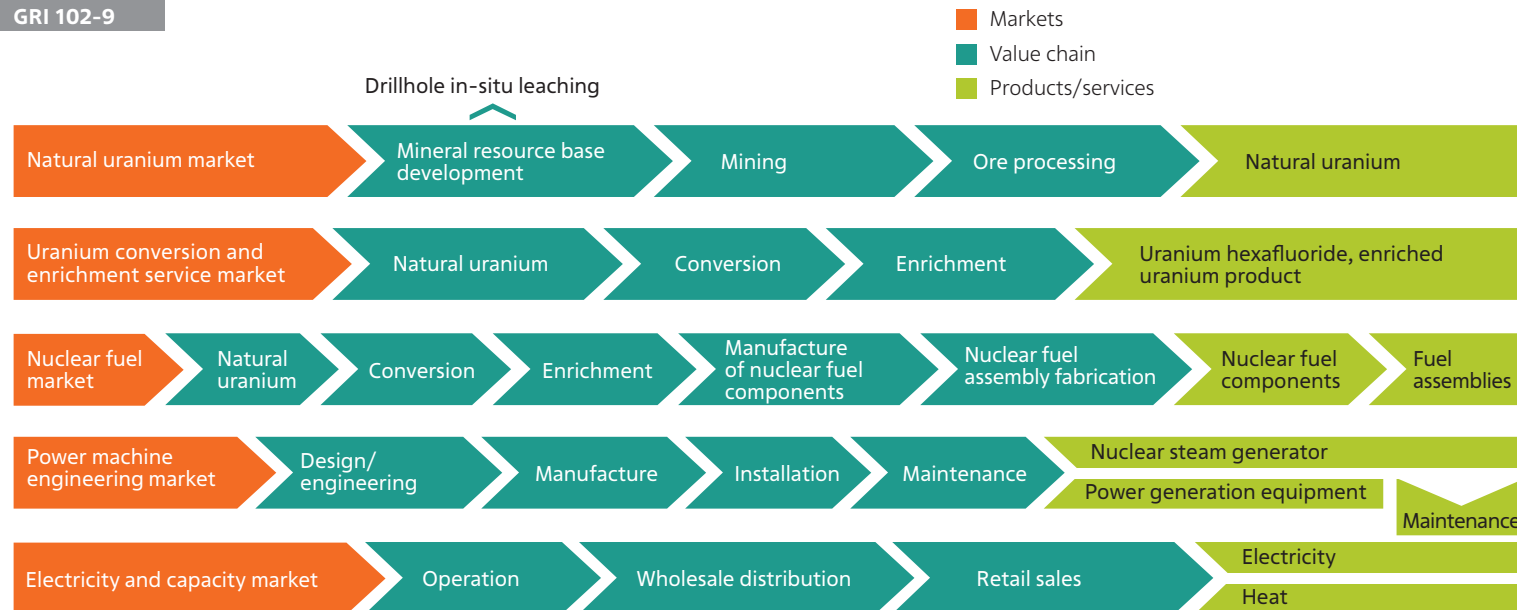 GRI 102-9
Markets
Value chain
Products/services
Drillhole in-situ leaching
Natural uranium market
Mineral resource base
development
Mining
Ore processing
Natural uranium
Uranium conversion and
enrichment service market
Natural uranium
Conversion
Enrichment
Uranium hexafluoride, enriched
uranium product
Nuclear fuel
market
Natural
uranium
Conversion
Enrichment
Manufacture
of nuclear fuel
components
Nuclear fuel
assembly fabrication
Nuclear fuel
components
Fuel
assemblies
Power machine
engineering market
Design/
engineering
Manufacture
Installation
Maintenance
Nuclear steam generator
Power generation equipment
Maintenance
Electricity and capacity market
Operation
Wholesale distribution
Retail sales
Electricity
Heat